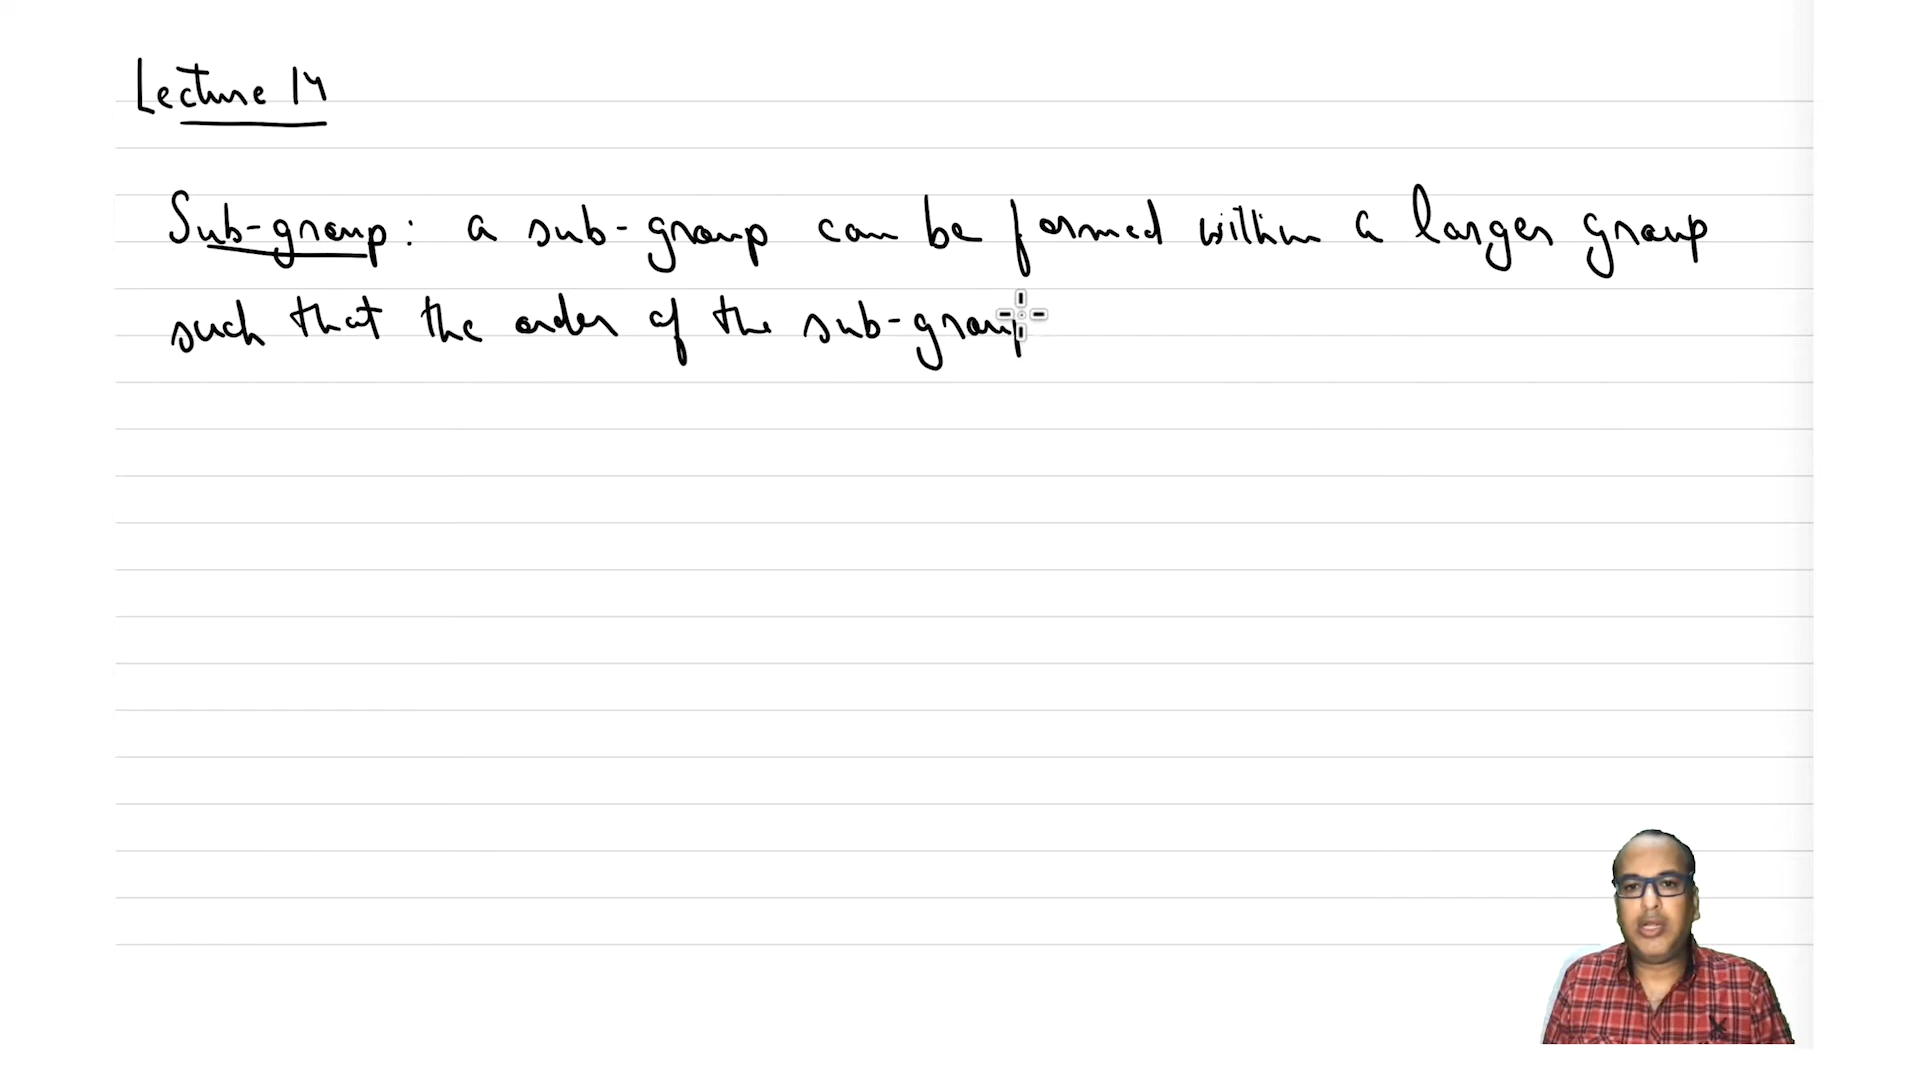 Lecture 14
Sub-group: a sub-group can be formed within a larger group
such that the order of the sub-group